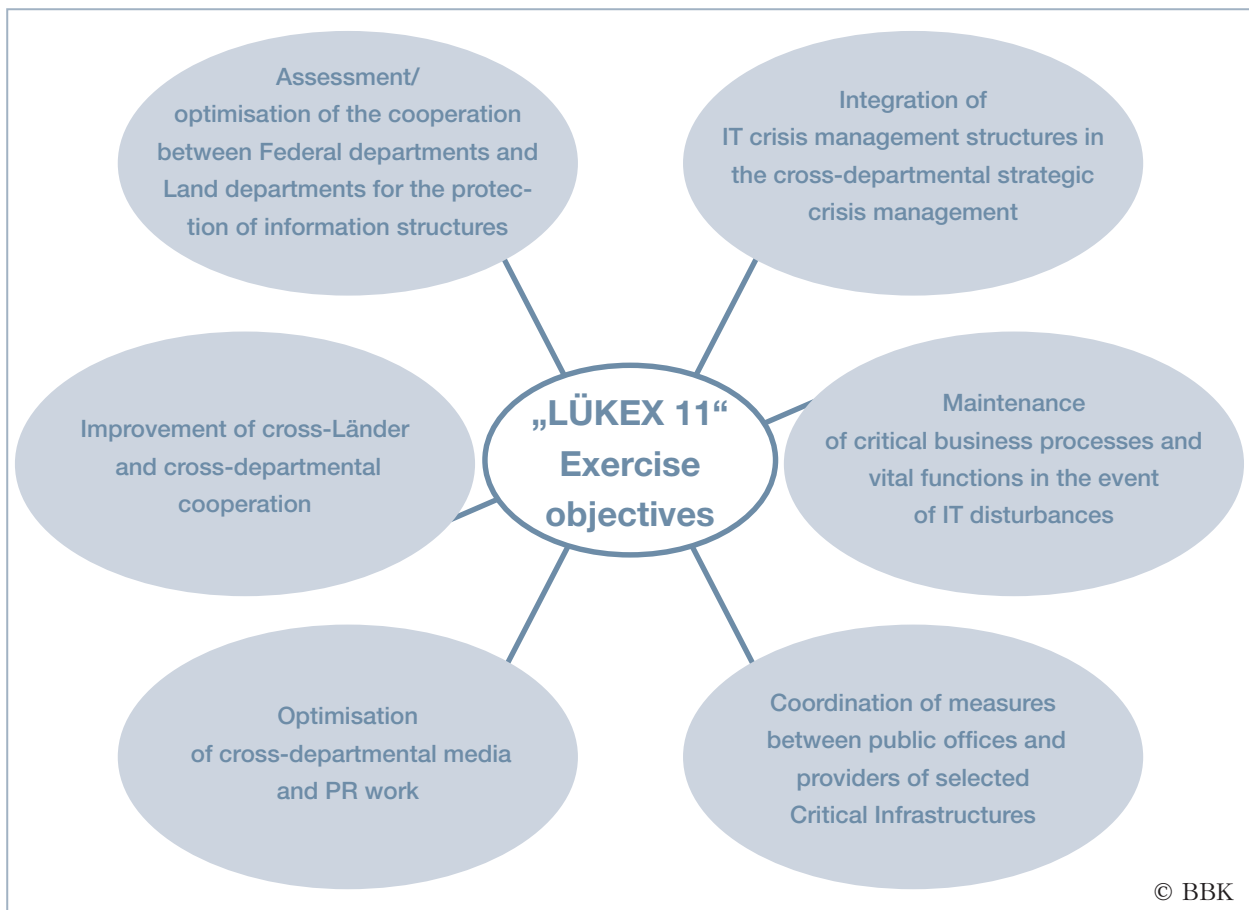 Assessment/
optimisation of the cooperation
between Federal departments and
Land departments for the protec-
tion of information structures
Integration of
IT crisis management structures in
the cross-departmental strategic
crisis management
Improvement of cross-Länder
and cross-departmental
cooperation
„LÜKEX 11“
Exercise
objectives
Maintenance
of critical business processes and
vital functions in the event
of IT disturbances
Optimisation
of cross-departmental media
and PR work
Coordination of measures
between public offices and
providers of selected
Critical Infrastructures
© BBK